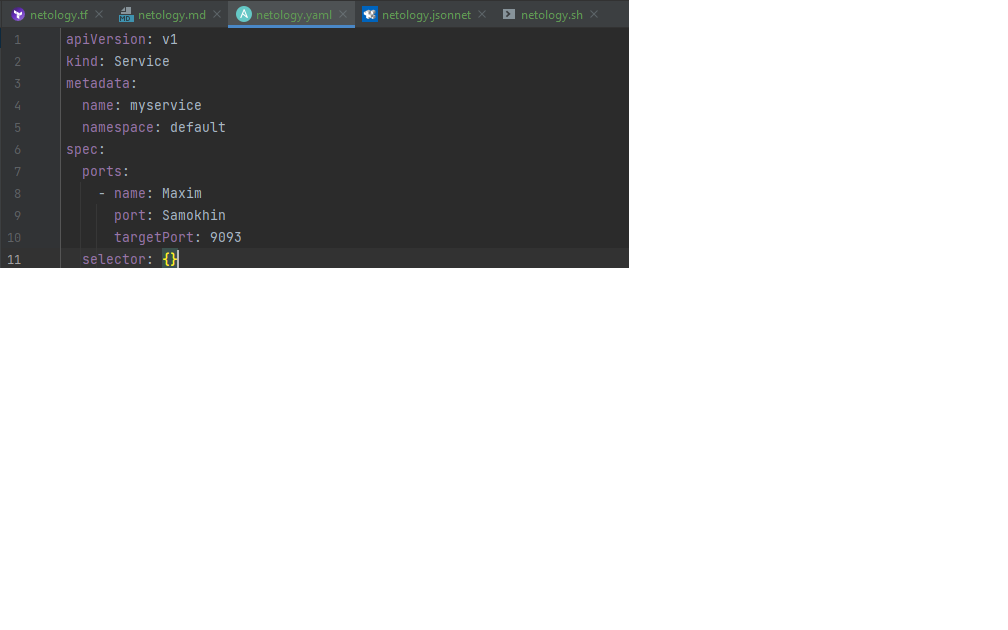 netology.tf netology.md netology.yaml netology.jsonnet netology.sh
1 apiVersion: v1
2 kind: Service
3 metadata:
4   name: myservice
5   namespace: default
6 spec:
7   ports:
8     - name: Maxim
9       port: Samokhin
10       targetPort: 9093
11   selector: {}